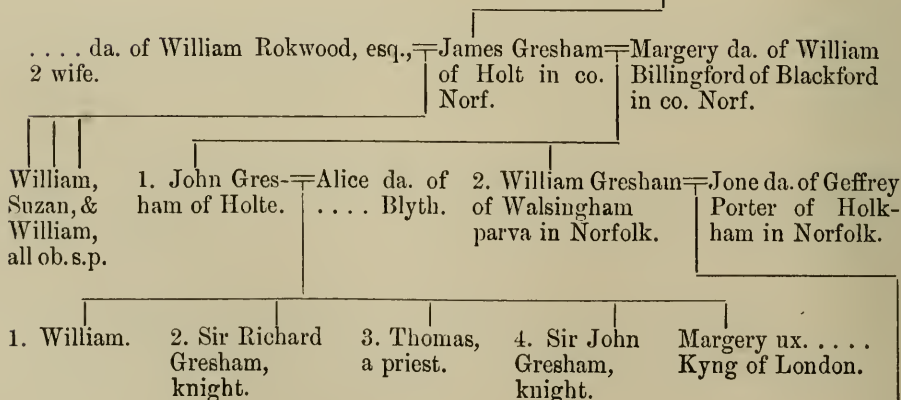 . . . . da. of William Rokwood, esq.,
2 wife.
James Gresham
of Holt in co.
Norf.
Margery da. of William
Billingford of Blackford
in co. Norf.
William,
Suzan, &
William,
all ob. s.p.
1. John Gres-
ham of Holte.
Alice da. of
. . . . Blyth.
2. William Gresham
of Walsingham
parva in Norfolk.
Jone da. of Geffrey
Porter of Holk-
ham in Norfolk.
1. William.
2. Sir Richard
Gresham,
knight.
3. Thomas,
a priest.
4. Sir John
Gresham,
knight.
Margery ux. . . . .
Kyng of London.